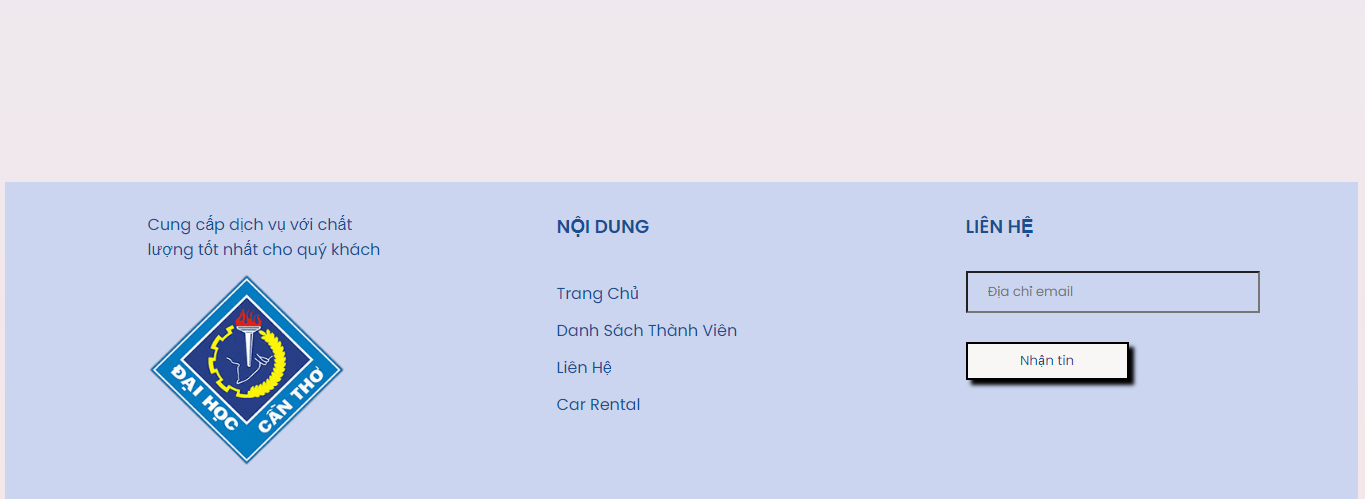 Cung cấp dịch vụ với chất
lượng tốt nhất cho quý khách
ĐẠI HỌC
CẦN THƠ
NỘI DUNG
Trang Chủ
Danh Sách Thành Viên
Liên Hệ
Car Rental
LIÊN HỆ
Địa chỉ email
Nhận tin